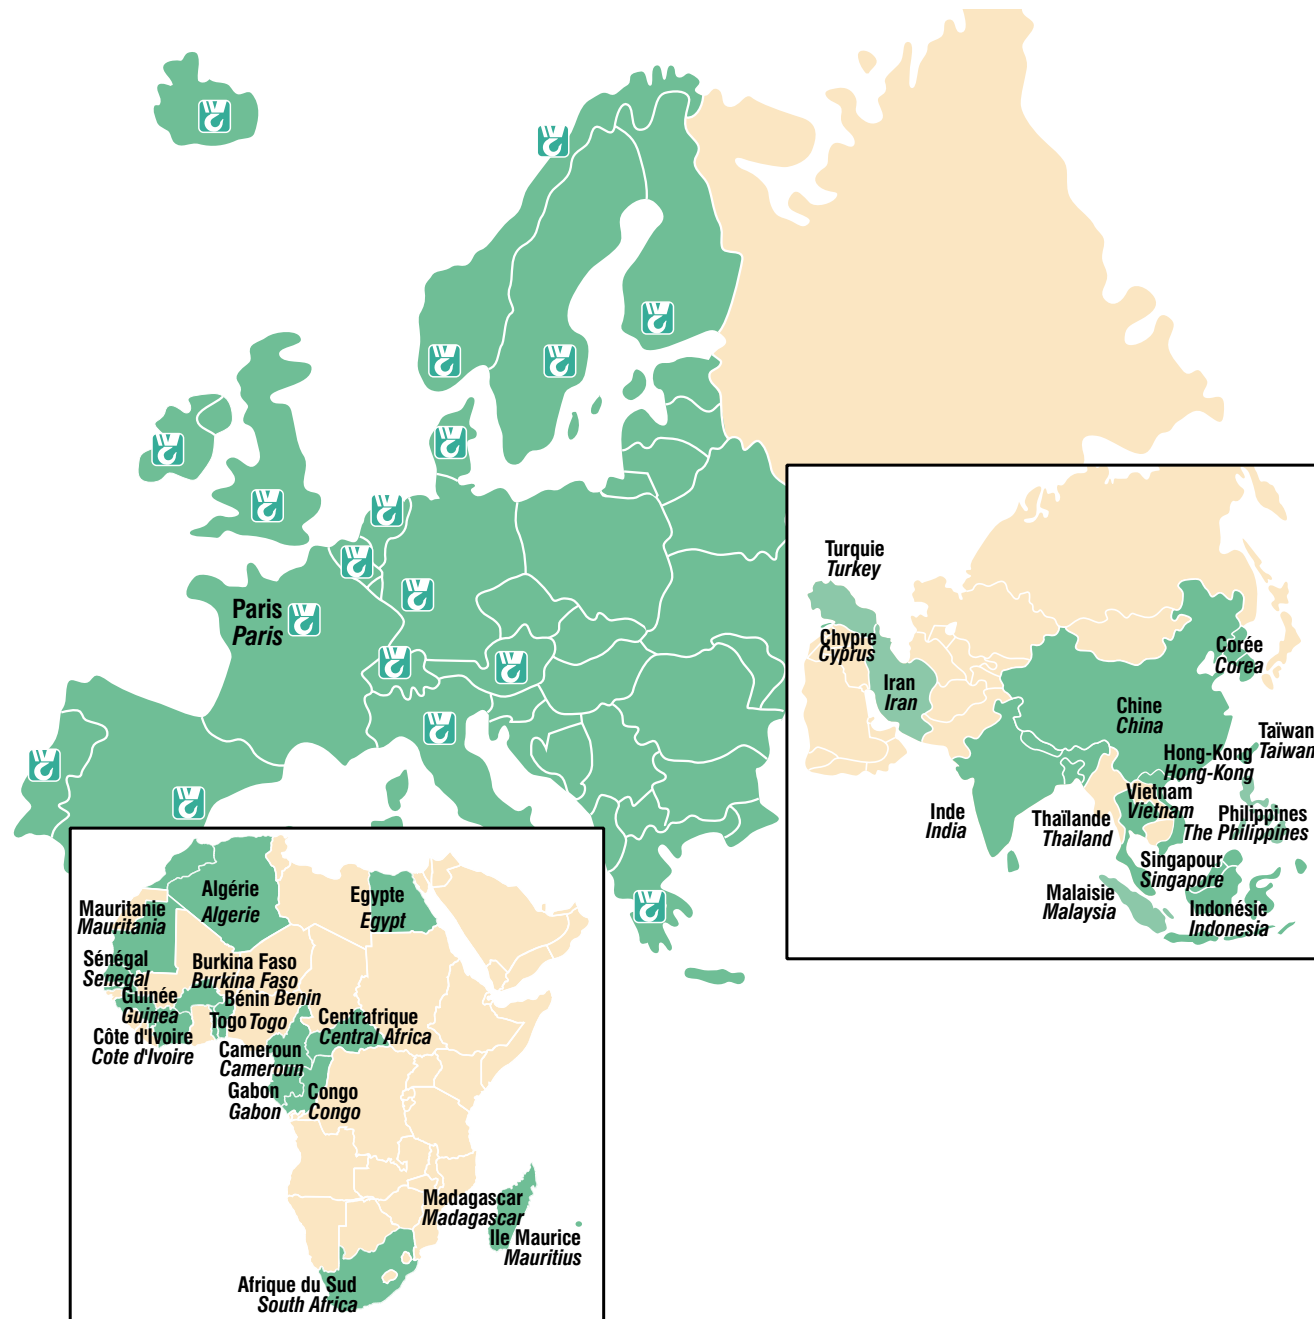 Paris
Paris
Turquie
Turkey
Chypre
Cyprus
Iran
Iran
Corée
Corea
Chine
China
Taïwan
Taiwan
Hong-Kong
Hong-Kong
Inde
India
Thaïlande
Thailand
Vietnam
Vietnam
Philippines
The Philippines
Singapour
Singapore
Malaisie
Malaysia
Indonésie
Indonesia
Algérie
Algerie
Egypte
Egypt
Mauritanie
Mauritania
Sénégal
Senegal
Burkina Faso
Burkina Faso
Guinée
Guinea
Bénin Benin
Togo Togo
Côte d'Ivoire
Cote d'Ivoire
Centrafrique
Central Africa
Cameroun
Cameroun
Gabon
Gabon
Congo
Congo
Madagascar
Madagascar
Ile Maurice
Mauritius
Afrique du Sud
South Africa